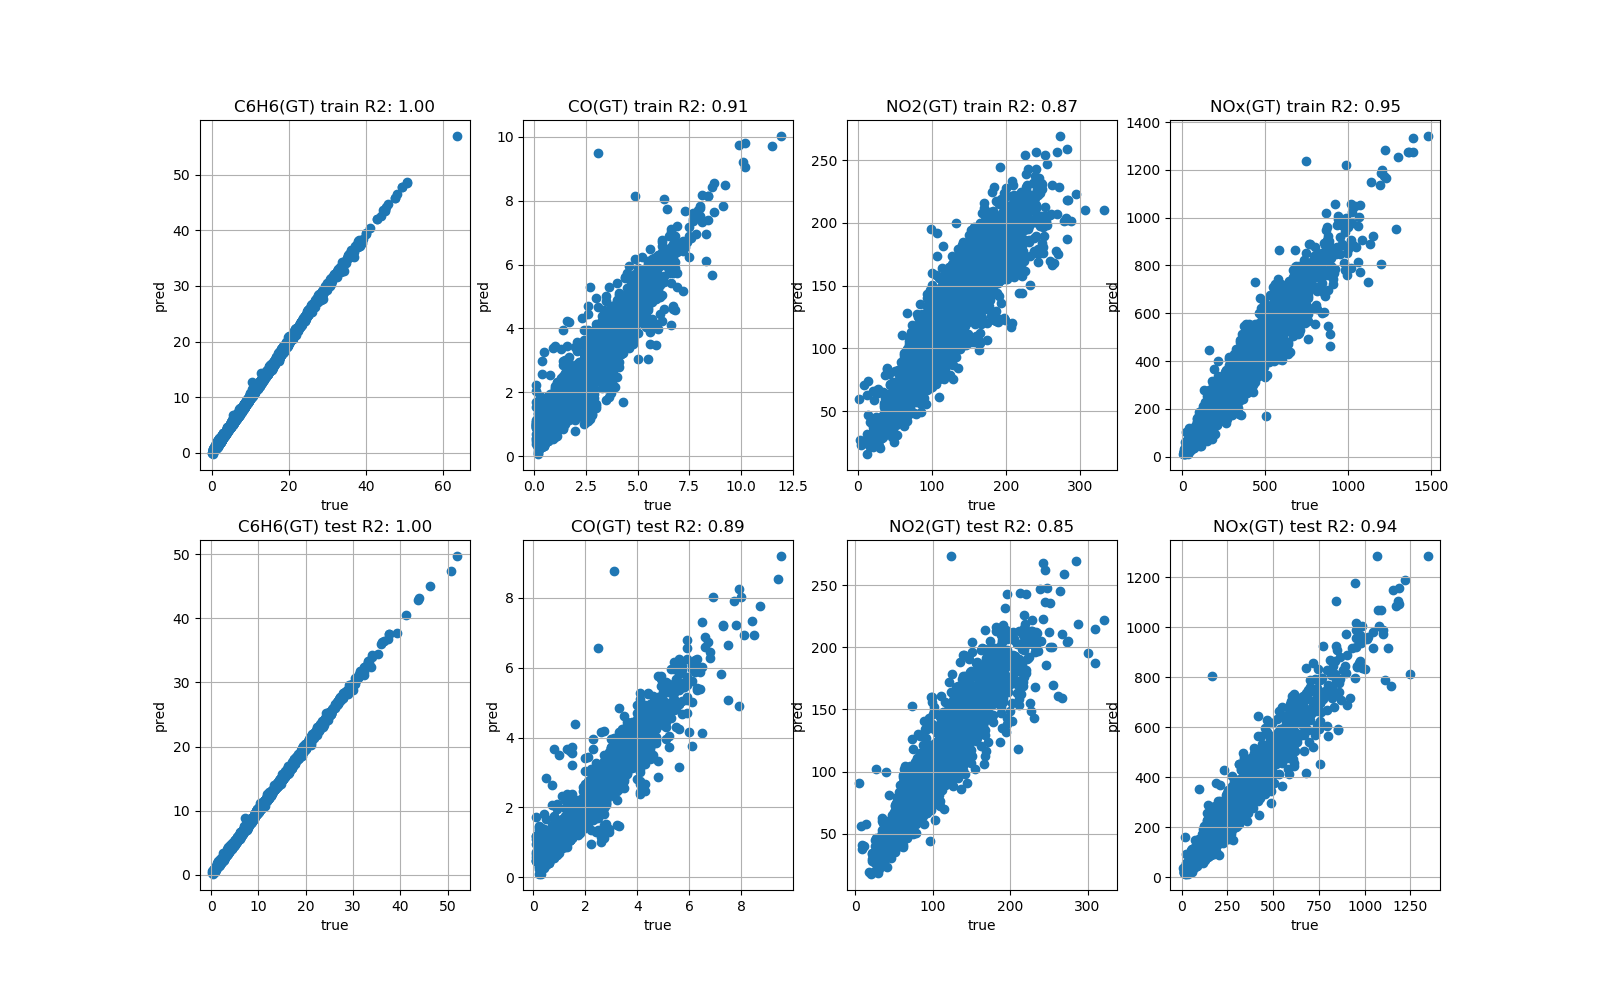 C6H6(GT) train R2: 1.00
CO(GT) train R2: 0.91
NO2(GT) train R2: 0.87
NOx(GT) train R2: 0.95
50
40
30
20
10
0
pred
0 20 40 60
true
10
8
6
4
2
0
pred
0.0 2.5 5.0 7.5 10.0 12.5
true
250
200
150
100
50
pred
0 100 200 300
true
1400
1200
1000
800
600
400
200
0
pred
0 500 1000 1500
true
C6H6(GT) test R2: 1.00
CO(GT) test R2: 0.89
NO2(GT) test R2: 0.85
NOx(GT) test R2: 0.94
50
40
30
20
10
0
pred
0 10 20 30 40 50
true
8
6
4
2
0
pred
0 2 4 6 8
true
250
200
150
100
50
pred
0 100 200 300
true
1200
1000
800
600
400
200
0
pred
0 250 500 750 1000 1250
true